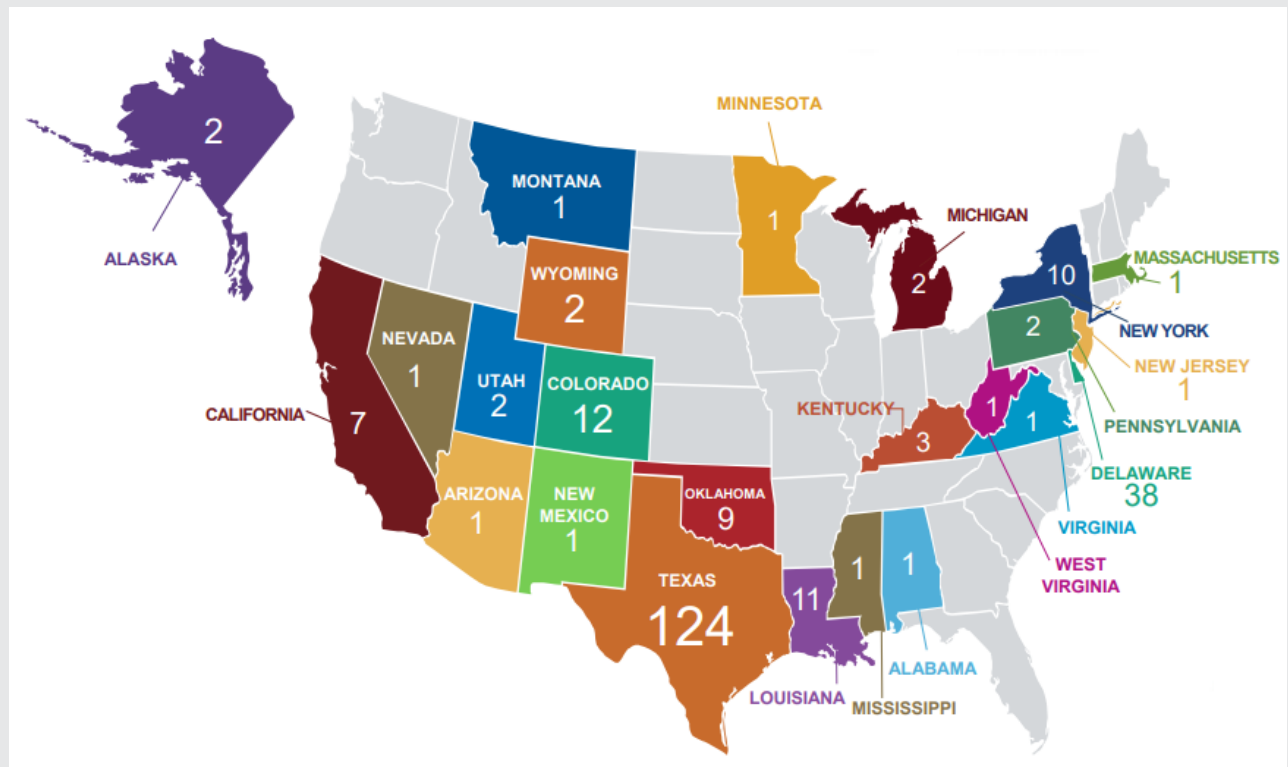 MINNESOTA
2
MONTANA
1
1
MICHIGAN
ALASKA
WYOMING
2
2
10
MASSACHUSETTS
1
NEVADA
1
2
NEW YORK
UTAH
2
COLORADO
12
NEW JERSEY
1
CALIFORNIA
7
KENTUCKY
3
1
1
PENNSYLVANIA
ARIZONA
1
NEW
MEXICO
1
OKLAHOMA
9
DELAWARE
38
VIRGINIA
TEXAS
124
11
1
1
WEST
VIRGINIA
ALABAMA
LOUISIANA
MISSISSIPPI